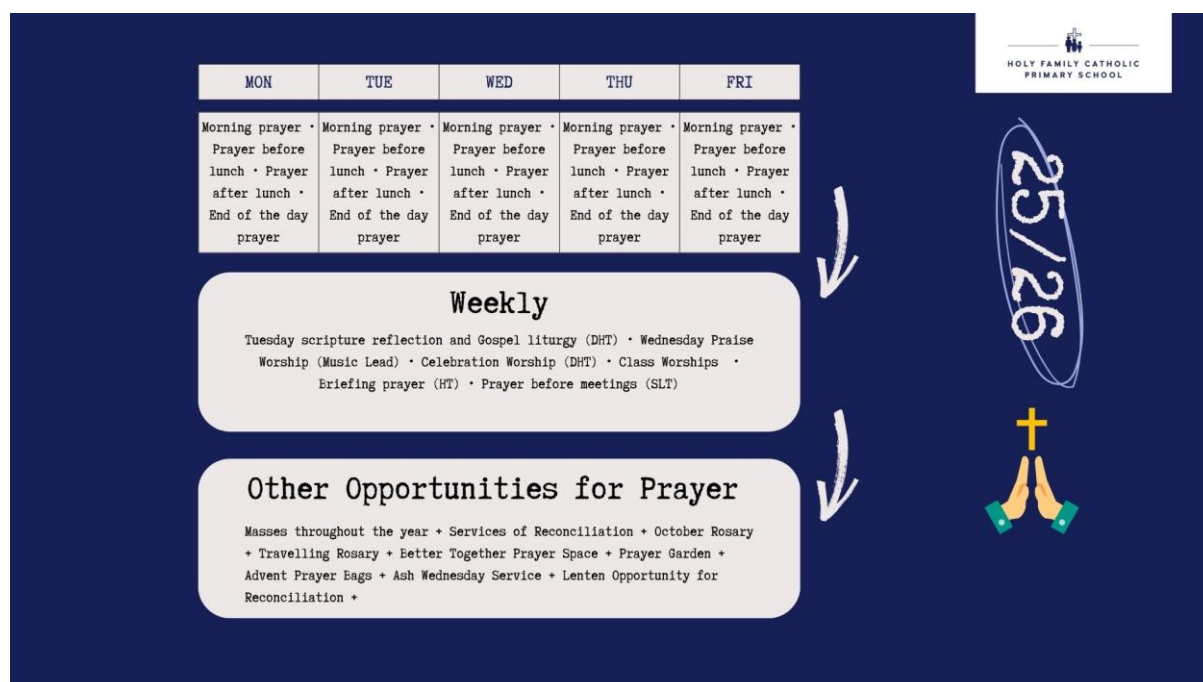 HOLY FAMILY CATHOLIC
PRIMARY SCHOOL
MON TUE WED THU FRI
Morning prayer ·
Prayer before
lunch · Prayer
after lunch ·
End of the day
prayer
Morning prayer ·
Prayer before
lunch · Prayer
after lunch ·
End of the day
prayer
Morning prayer ·
Prayer before
lunch · Prayer
after lunch ·
End of the day
prayer
Morning prayer ·
Prayer before
lunch · Prayer
after lunch ·
End of the day
prayer
Morning prayer ·
Prayer before
lunch · Prayer
after lunch ·
End of the day
prayer
25/26
Weekly
Tuesday scripture reflection and Gospel liturgy (DHT) · Wednesday Praise
Worship (Music Lead) · Celebration Worship (DHT) · Class Worships ·
Briefing prayer (HT) · Prayer before meetings (SLT)
Other Opportunities for Prayer
Masses throughout the year + Services of Reconciliation + October Rosary
+ Travelling Rosary + Better Together Prayer Space + Prayer Garden +
Advent Prayer Bags + Ash Wednesday Service + Lenten Opportunity for
Reconciliation +